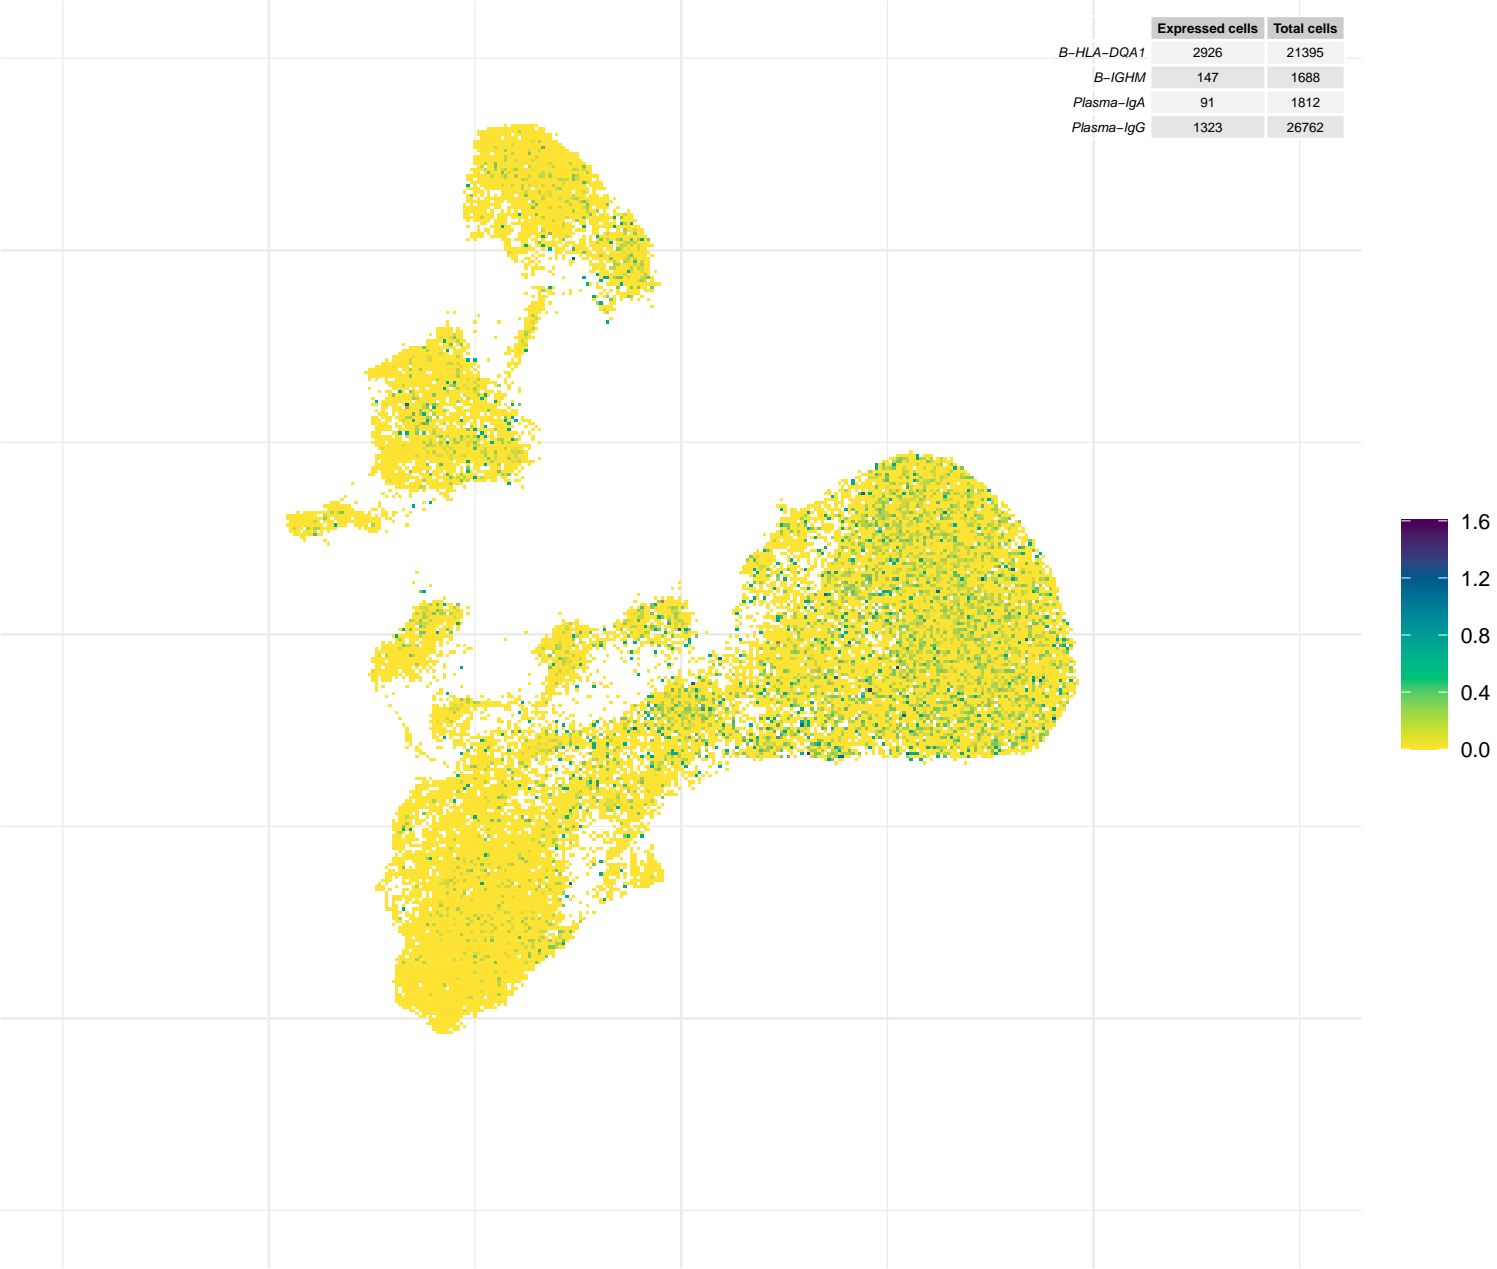 Expressed cells Total cells
B−HLA−DQA1 2926 21395
B−IGHM 147 1688
Plasma−IgA 91 1812
Plasma−IgG 1323 26762
1.6
1.2
0.8
0.4
0.0